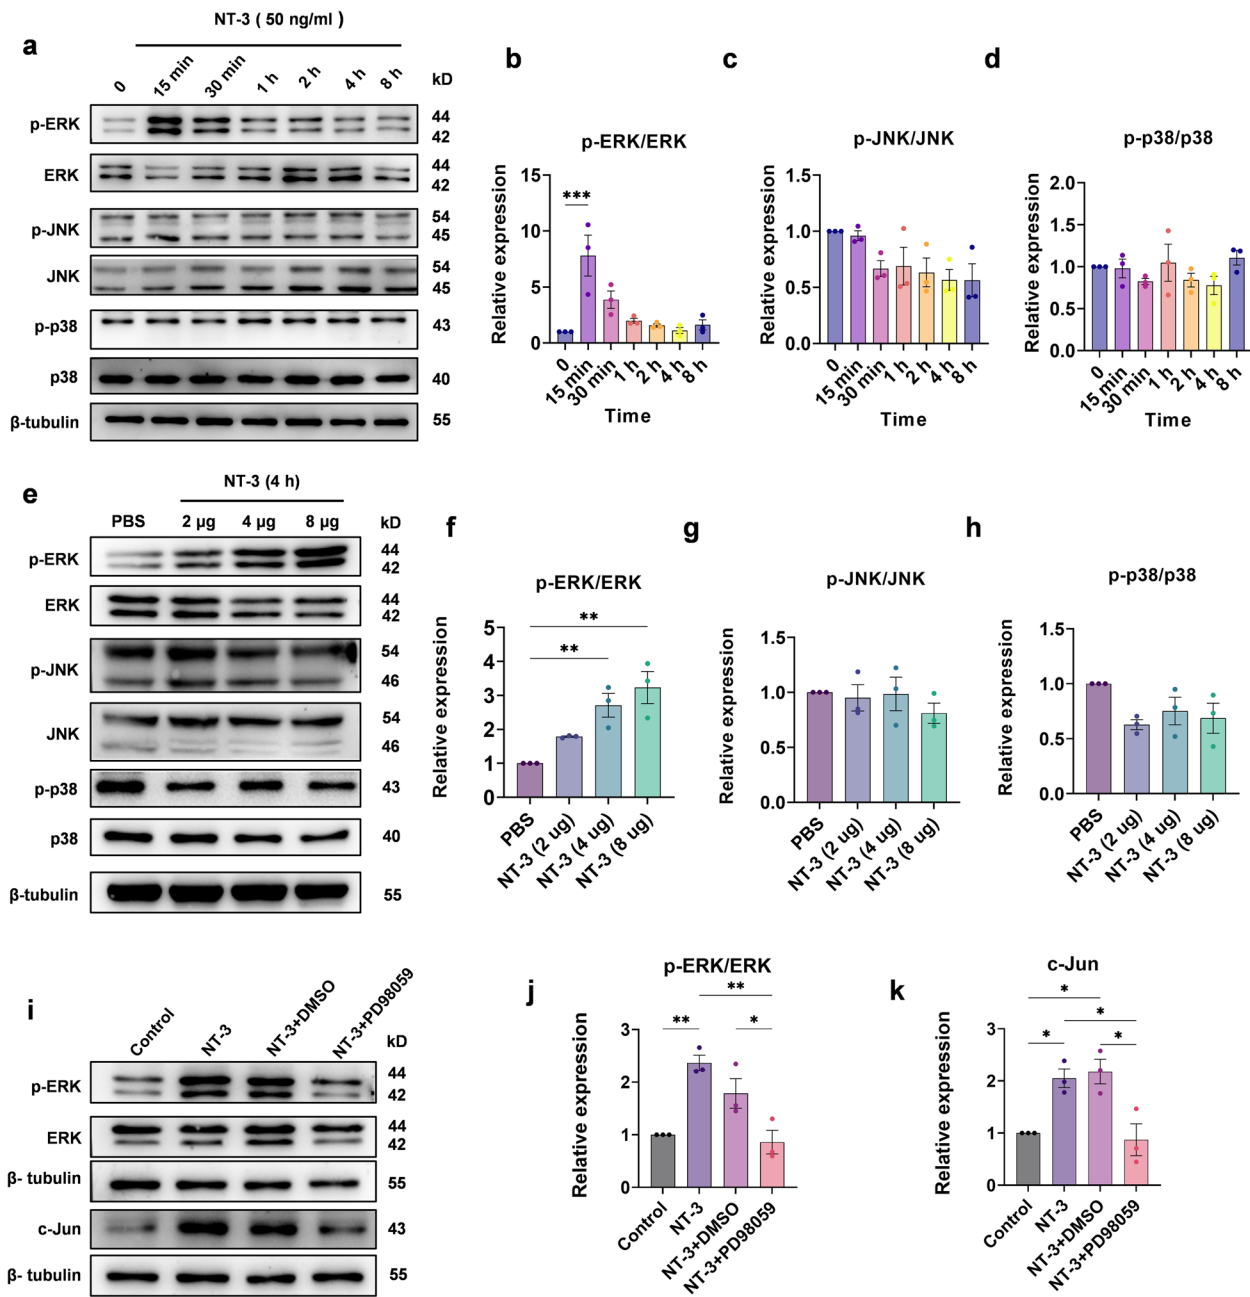 a
NT-3 ( 50 ng/ml )
0 15 min 30 min 1 h 2 h 4 h 8 h kD
p-ERK 44
42
ERK 44
42
p-JNK 54
45
JNK 54
45
p-p38 43
p38 40
β-tubulin 55
b
p-ERK/ERK
Relative expression
15
10
5
0
***
0 15 min 30 min 1 h 2 h 4 h 8 h
Time
c
p-JNK/JNK
Relative expression
1.5
1.0
0.5
0.0
0 15 min 30 min 1 h 2 h 4 h 8 h
Time
d
p-p38/p38
Relative expression
2.0
1.5
1.0
0.5
0.0
0 15 min 30 min 1 h 2 h 4 h 8 h
Time
e
NT-3 (4 h)
PBS 2 μg 4 μg 8 μg kD
p-ERK 44
42
ERK 44
42
p-JNK 54
46
JNK 54
46
p-p38 43
p38 40
β-tubulin 55
f
p-ERK/ERK
Relative expression
5
4
3
2
1
0
**
**
PBS NT-3 (2 ug) NT-3 (4 ug) NT-3 (8 ug)
g
p-JNK/JNK
Relative expression
1.5
1.0
0.5
0.0
PBS NT-3 (2 ug) NT-3 (4 ug) NT-3 (8 ug)
h
p-p38/p38
Relative expression
1.5
1.0
0.5
0.0
PBS NT-3 (2 ug) NT-3 (4 ug) NT-3 (8 ug)
i
Control NT-3 NT-3+DMSO NT-3+PD98059 kD
p-ERK 44
42
ERK 44
42
β- tubulin 55
c-Jun 43
β- tubulin 55
j
p-ERK/ERK
Relative expression
3
2
1
0
**
** *
Control NT-3 NT-3+DMSO NT-3+PD98059
k
c-Jun
Relative expression
3
2
1
0
*
*
* *
Control NT-3 NT-3+DMSO NT-3+PD98059